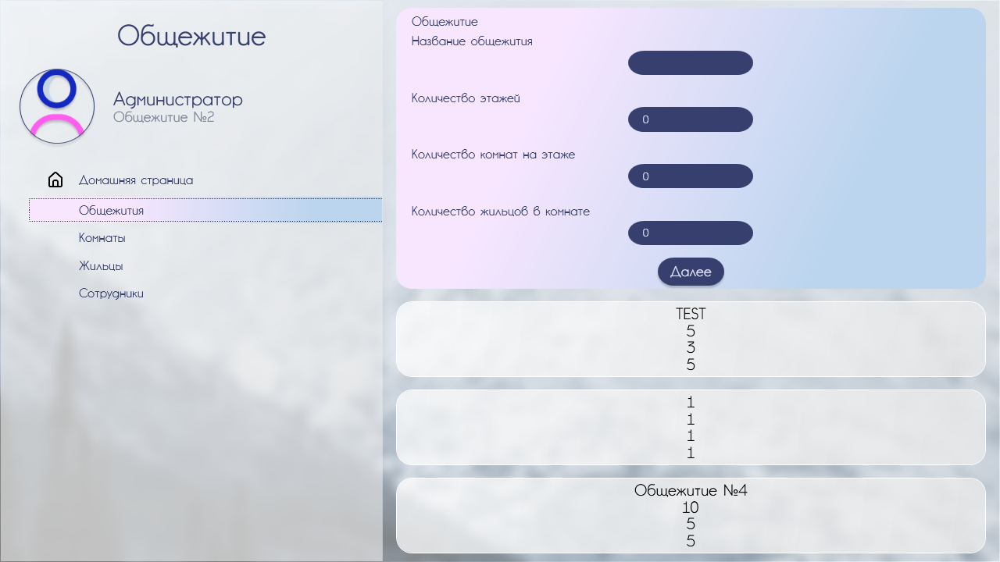 Общежитие
Администратор
Общежитие №2
Домашняя страница
Общежития
Комнаты
Жильцы
Сотрудники
Общежитие
Название общежития
Количество этажей
0
Количество комнат на этаже
0
Количество жильцов в комнате
0
Далее
TEST
5
3
5
1
1
1
1
Общежитие №4
10
5
5